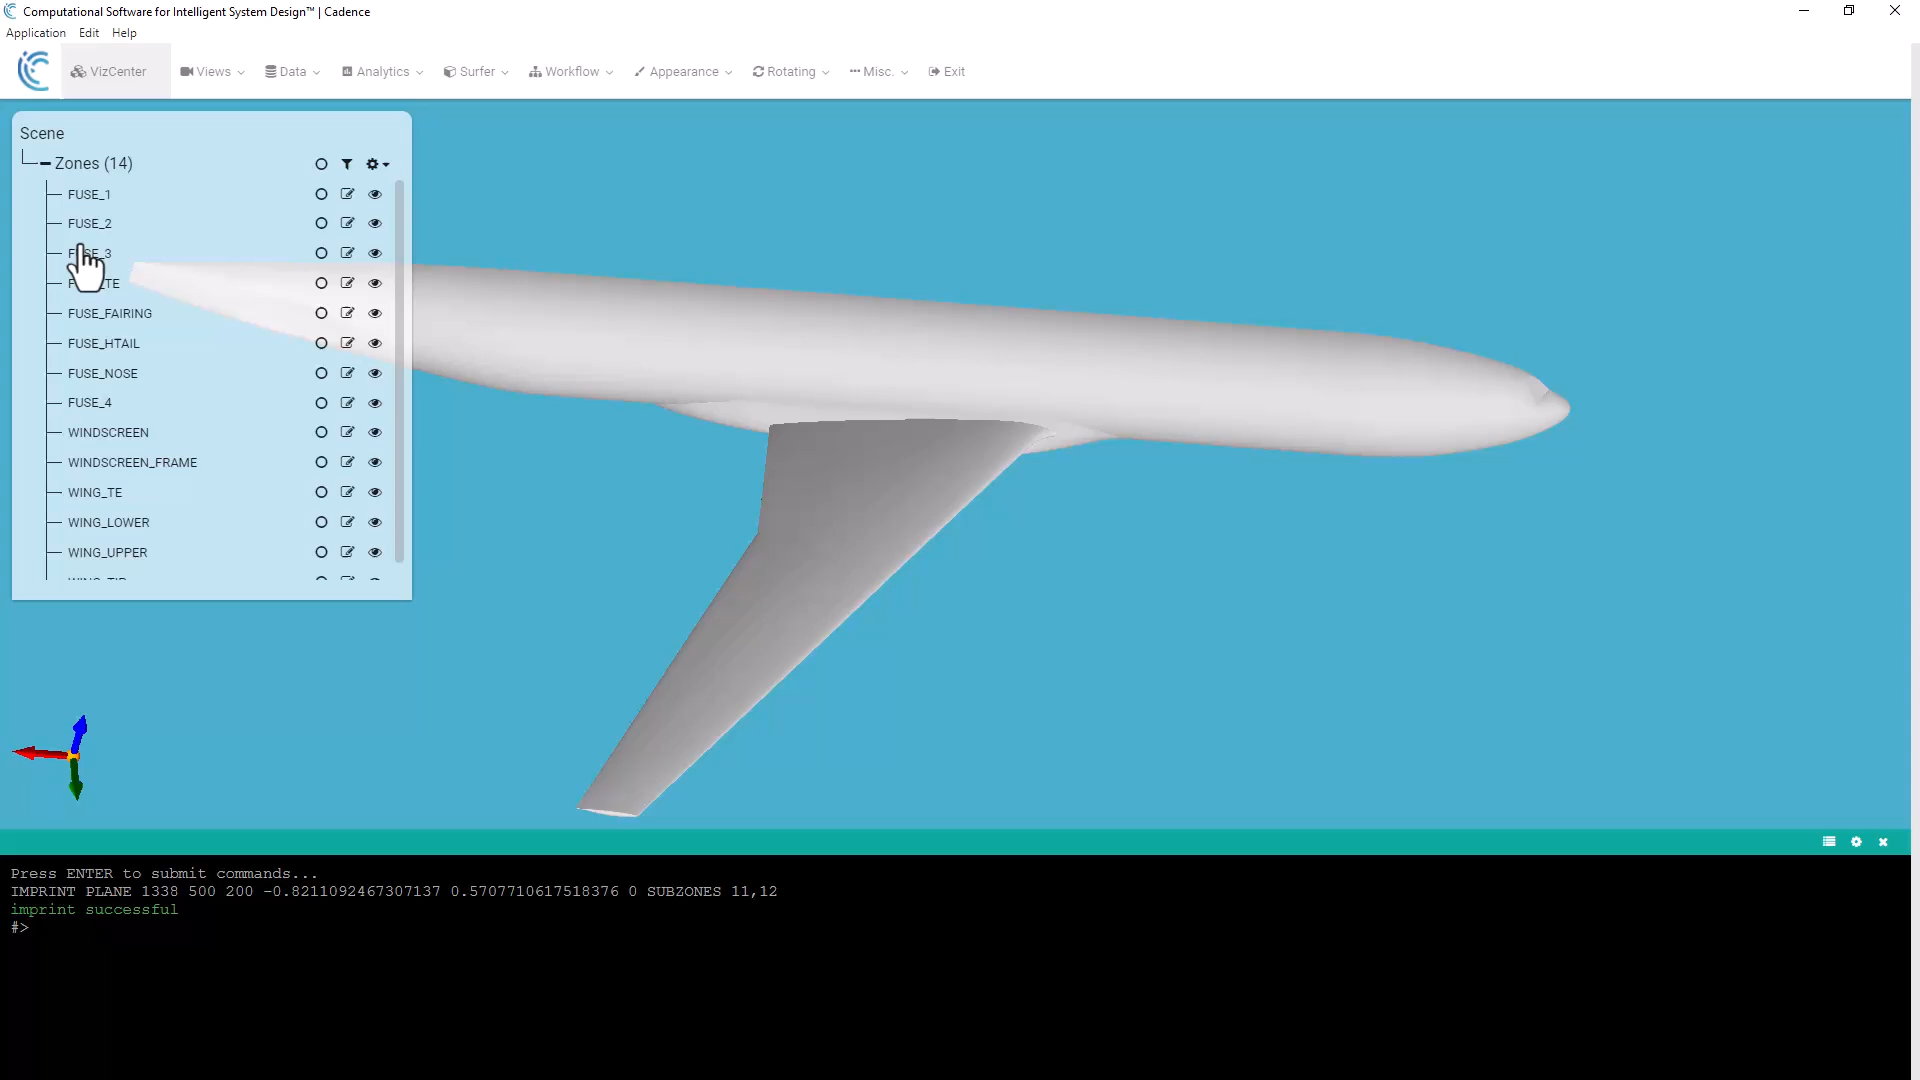 Computational Software for Intelligent System Design™ | Cadence
Application Edit Help
VizCenter Views Data Analytics Surfer Workflow Appearance Rotating Misc. Exit
Scene
Zones (14)
FUSE_1
FUSE_2
FUSE_3
TE
FUSE_FAIRING
FUSE_HTAIL
FUSE_NOSE
FUSE_4
WINDSCREEN
WINDSCREEN_FRAME
WING_TE
WING_LOWER
WING_UPPER
Press ENTER to submit commands...
IMPRINT PLANE 1338 500 200 -0.8211092467307137 0.5707710617518376 0 SUBZONES 11,12
imprint successful
#>